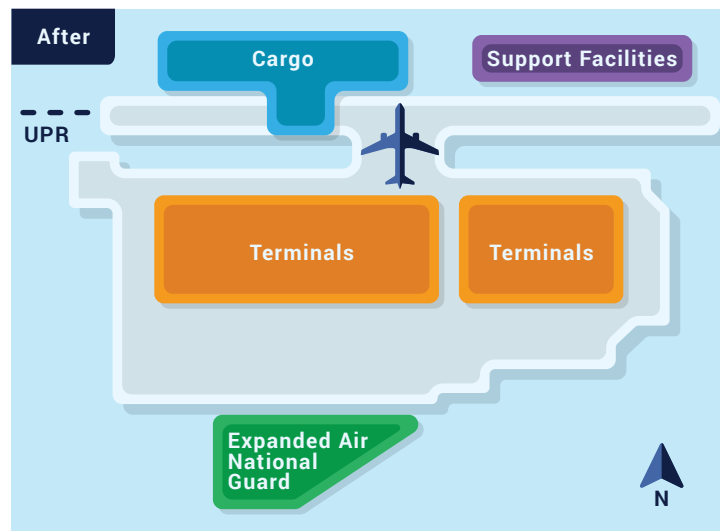 After
Cargo
Support Facilities
UPR
Terminals
Terminals
Expanded Air
National
Guard
N